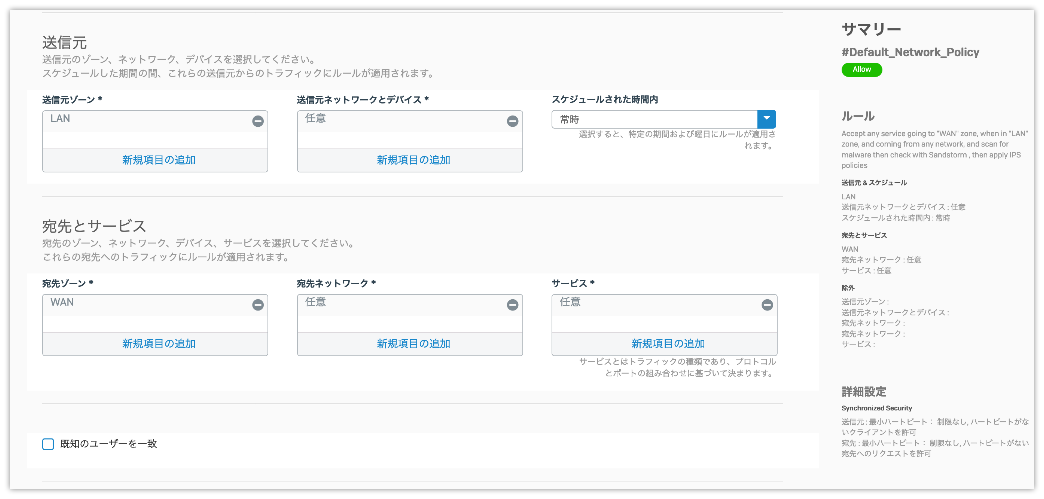 送信元
送信元のゾーン、ネットワーク、デバイスを選択してください。
スケジュールした期間の間、これらの送信元からのトラフィックにルールが適用されます。
送信元ゾーン *
LAN
新規項目の追加
送信元ネットワークとデバイス *
任意
新規項目の追加
スケジュールされた時間内
常時
選択すると、特定の期間および曜日にルールが適用さ
れます。
宛先とサービス
宛先のゾーン、ネットワーク、デバイス、サービスを選択してください。
これらの宛先へのトラフィックにルールが適用されます。
宛先ゾーン *
WAN
新規項目の追加
宛先ネットワーク *
任意
新規項目の追加
サービス *
任意
新規項目の追加
サービスとはトラフィックの種類であり、プロトコル
とポートの組み合わせに基づいて決まります。
既知のユーザーを一致
サマリー
#Default_Network_Policy
Allow
ルール
Accept any service going to "WAN" zone, when in "LAN"
zone, and coming from any network, and scan for
malware then check with Sandstorm , then apply IPS
policies
送信元 & スケジュール
LAN
送信元ネットワークとデバイス : 任意
スケジュールされた時間内 : 常時
宛先とサービス
WAN
宛先ネットワーク : 任意
サービス : 任意
除外
送信元ゾーン :
送信元ネットワークとデバイス :
宛先ネットワーク :
宛先ネットワーク :
サービス :
詳細設定
Synchronized Security
送信元 : 最小ハートビート : 制限なし, ハートビートがな
いクライアントを許可
宛先 : 最小ハートビート : 制限なし, ハートビートがない
宛先へのリクエストを許可